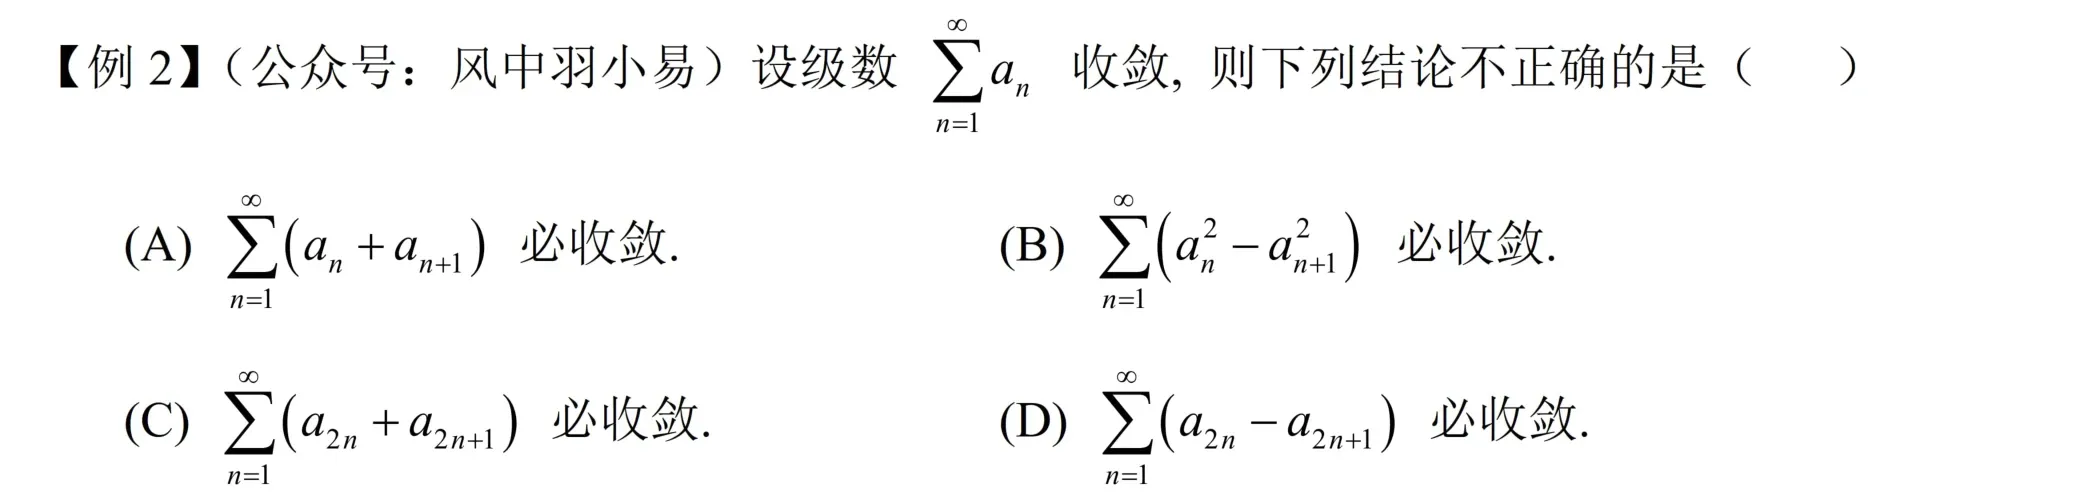 【例 2】（公众号：风中羽小易）设级数 $\sum_{n=1}^{\infty} a_n$ 收敛, 则下列结论不正确的是（    ）
(A) $\sum_{n=1}^{\infty} (a_n + a_{n+1})$ 必收敛.
(B) $\sum_{n=1}^{\infty} (a_n^2 - a_{n+1}^2)$ 必收敛.
(C) $\sum_{n=1}^{\infty} (a_{2n} + a_{2n+1})$ 必收敛.
(D) $\sum_{n=1}^{\infty} (a_{2n} - a_{2n+1})$ 必收敛.